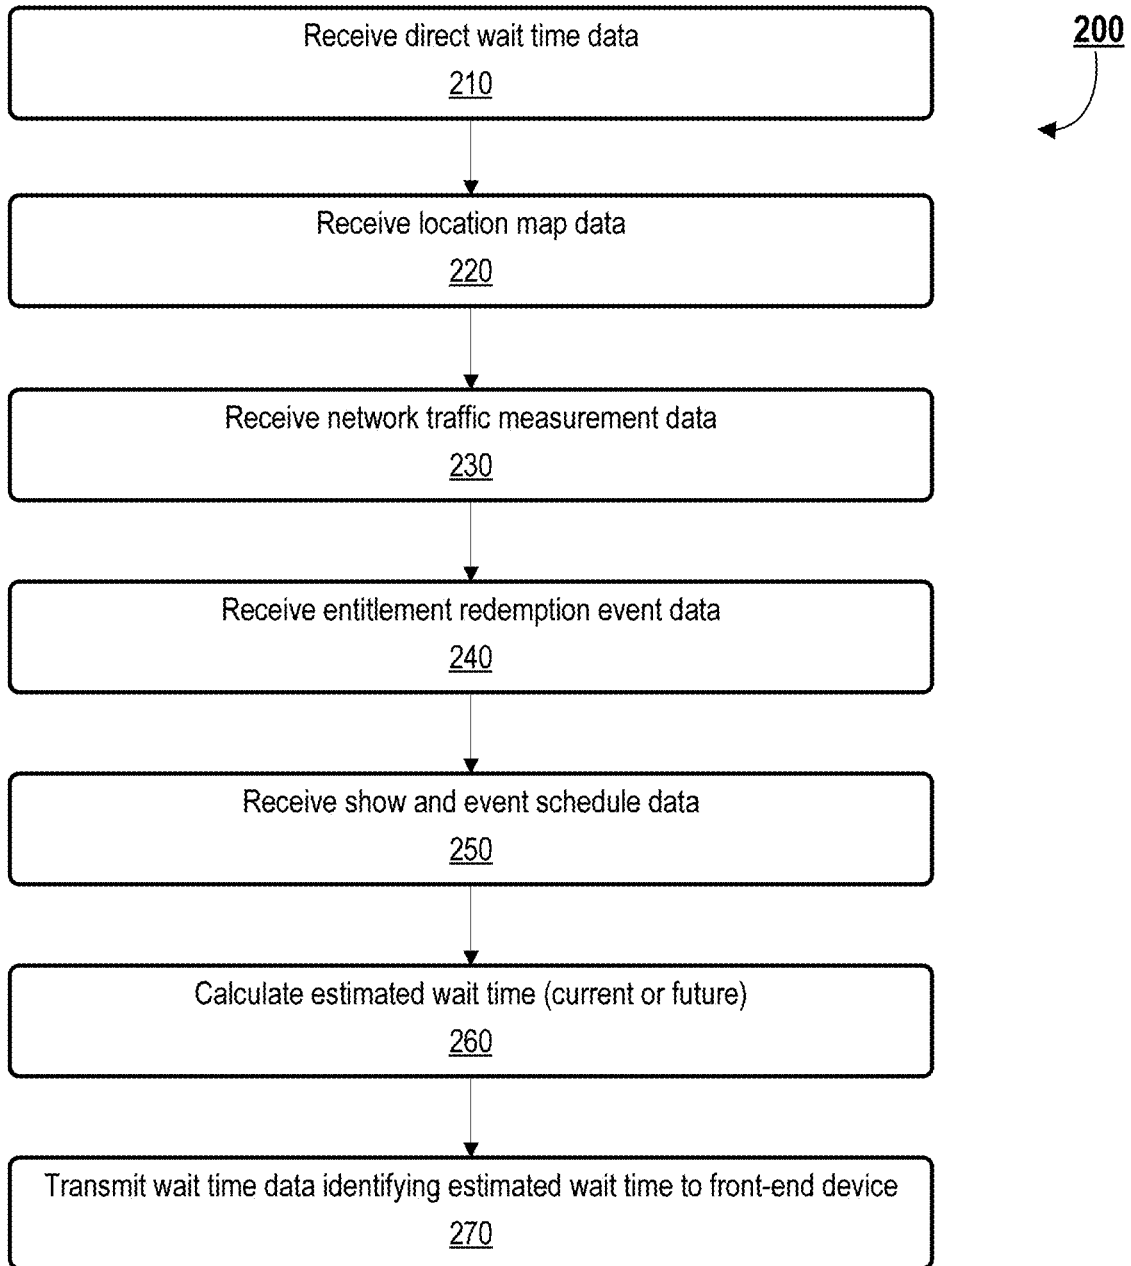 200
Receive direct wait time data
210
Receive location map data
220
Receive network traffic measurement data
230
Receive entitlement redemption event data
240
Receive show and event schedule data
250
Calculate estimated wait time (current or future)
260
Transmit wait time data identifying estimated wait time to front-end device
270